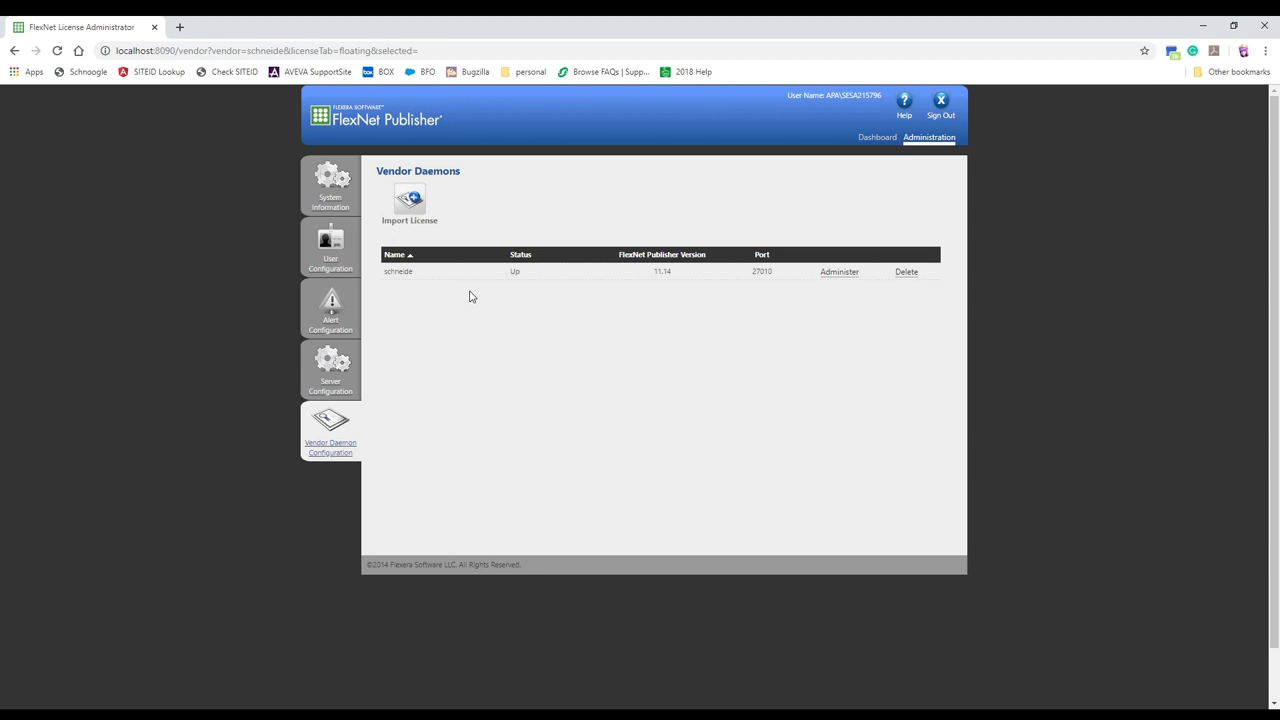 FlexNet License Administrator
localhost:8090/vendor?vendor=schneide&licenseTab=floating&selected=
Apps Schnoogle SITEID Lookup Check SITEID AVEVA SupportSite BOX BFO Bugzilla personal Browse FAQs | Supp... 2018 Help Other bookmarks
User Name: APA\SESA215796
Help
Sign Out
FLEXERA SOFTWARE™
FlexNet Publisher
Dashboard Administration
System
Information
User
Configuration
Alert
Configuration
Server
Configuration
Vendor Daemon
Configuration
Vendor Daemons
Import License
Name Status FlexNet Publisher Version Port
schneide Up 11.14 27010 Administer Delete
©2014 Flexera Software LLC. All Rights Reserved.